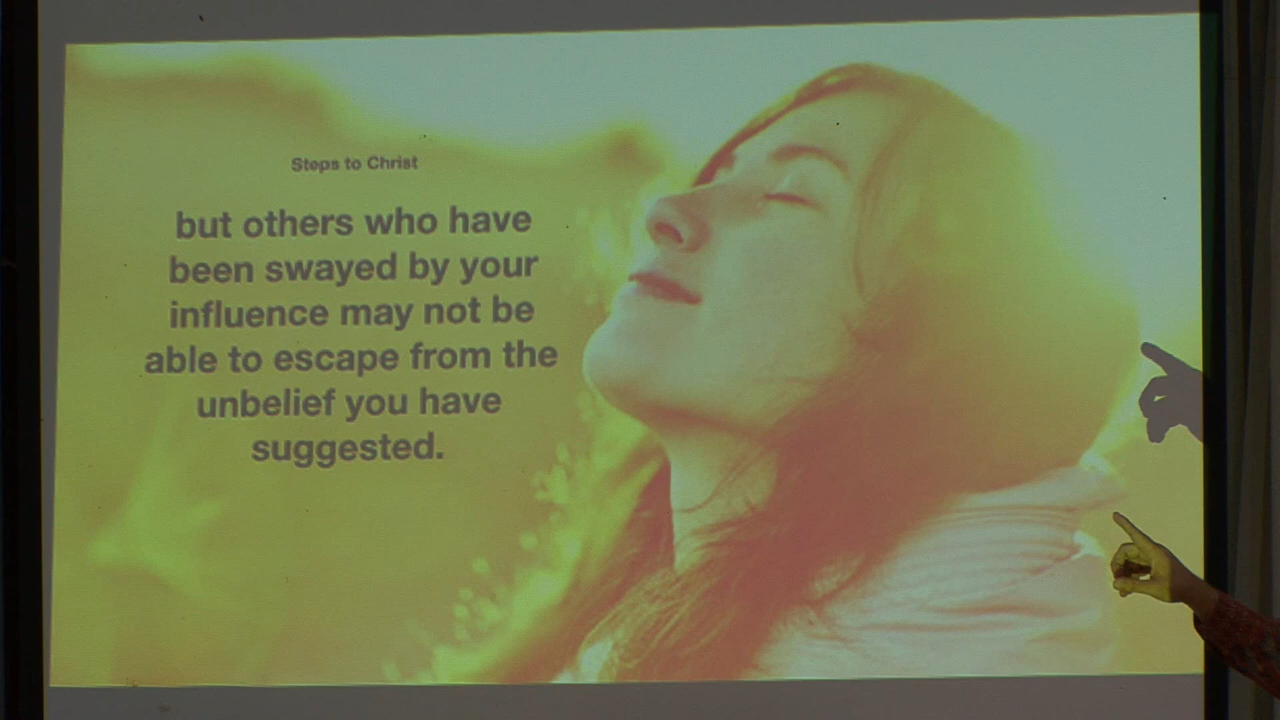 Steps to Christ
but others who have
been swayed by your
influence may not be
able to escape from the
unbelief you have
suggested.